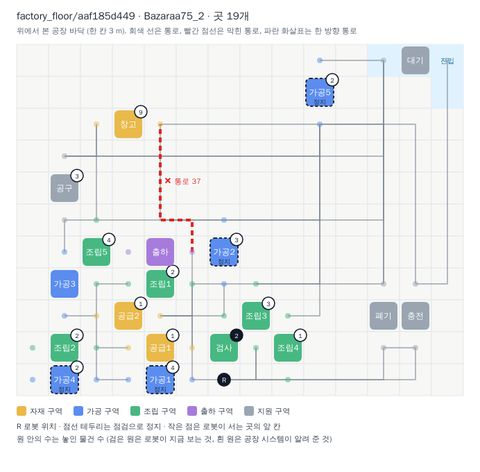 factory_floor/aaf185d449 · Bazaraa75_2 · 곳 19개
위에서 본 공장 바닥 (한 칸 3 m). 회색 선은 통로, 빨간 점선은 막힌 통로, 파란 화살표는 한 방향 통로
대기
진입
2
가공5
정지
9
창고
✕ 통로 37
3
공구
4
조립5
출하
3
가공2
정지
가공3
2
조립1
1
공급2
3
조립3
폐기
충전
2
조립2
1
공급1
2
검사
1
조립4
2
가공4
정지
4
가공1
정지
R
자재 구역
가공 구역
조립 구역
출하 구역
지원 구역
R 로봇 위치 · 점선 테두리는 점검으로 정지 · 작은 점은 로봇이 서는 곳의 앞 칸
원 안의 수는 놓인 물건 수 (검은 원은 로봇이 지금 보는 것, 흰 원은 공장 시스템이 알려 준 것)